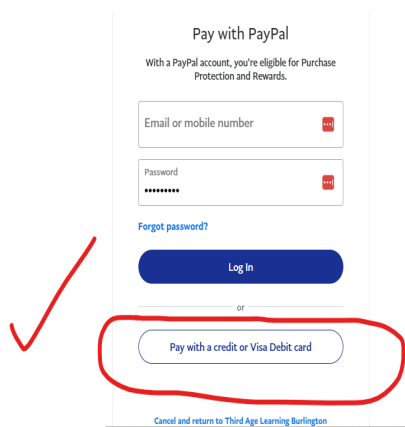 Pay with PayPal
With a PayPal account, you're eligible for Purchase
Protection and Rewards.
Email or mobile number
Password
•••••••••
Forgot password?
Log In
or
Pay with a credit or Visa Debit card
Cancel and return to Third Age Learning Burlington